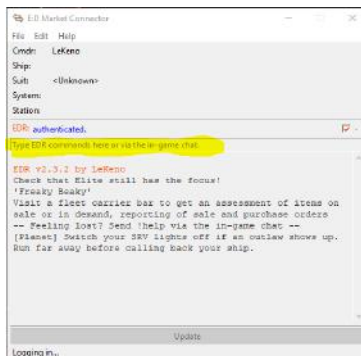 E:D Market Connector
File Edit Help
Cmdr: LeKeno
Ship:
Suit: <Unknown>
System:
Station:
EDR: authenticated.
Type EDR commands here or via the in-game chat.
EDR v2.3.2 by LeKeno
Check that Elite still has the focus!
'Freaky Beaky'
Visit a fleet carrier bar to get an assessment of items on
sale or in demand, reporting of sale and purchase orders
-- Feeling lost? Send !help via the in-game chat --
[Planet] Switch your SRV lights off if an outlaw shows up.
Run far away before calling back your ship.
Update
Logging in...